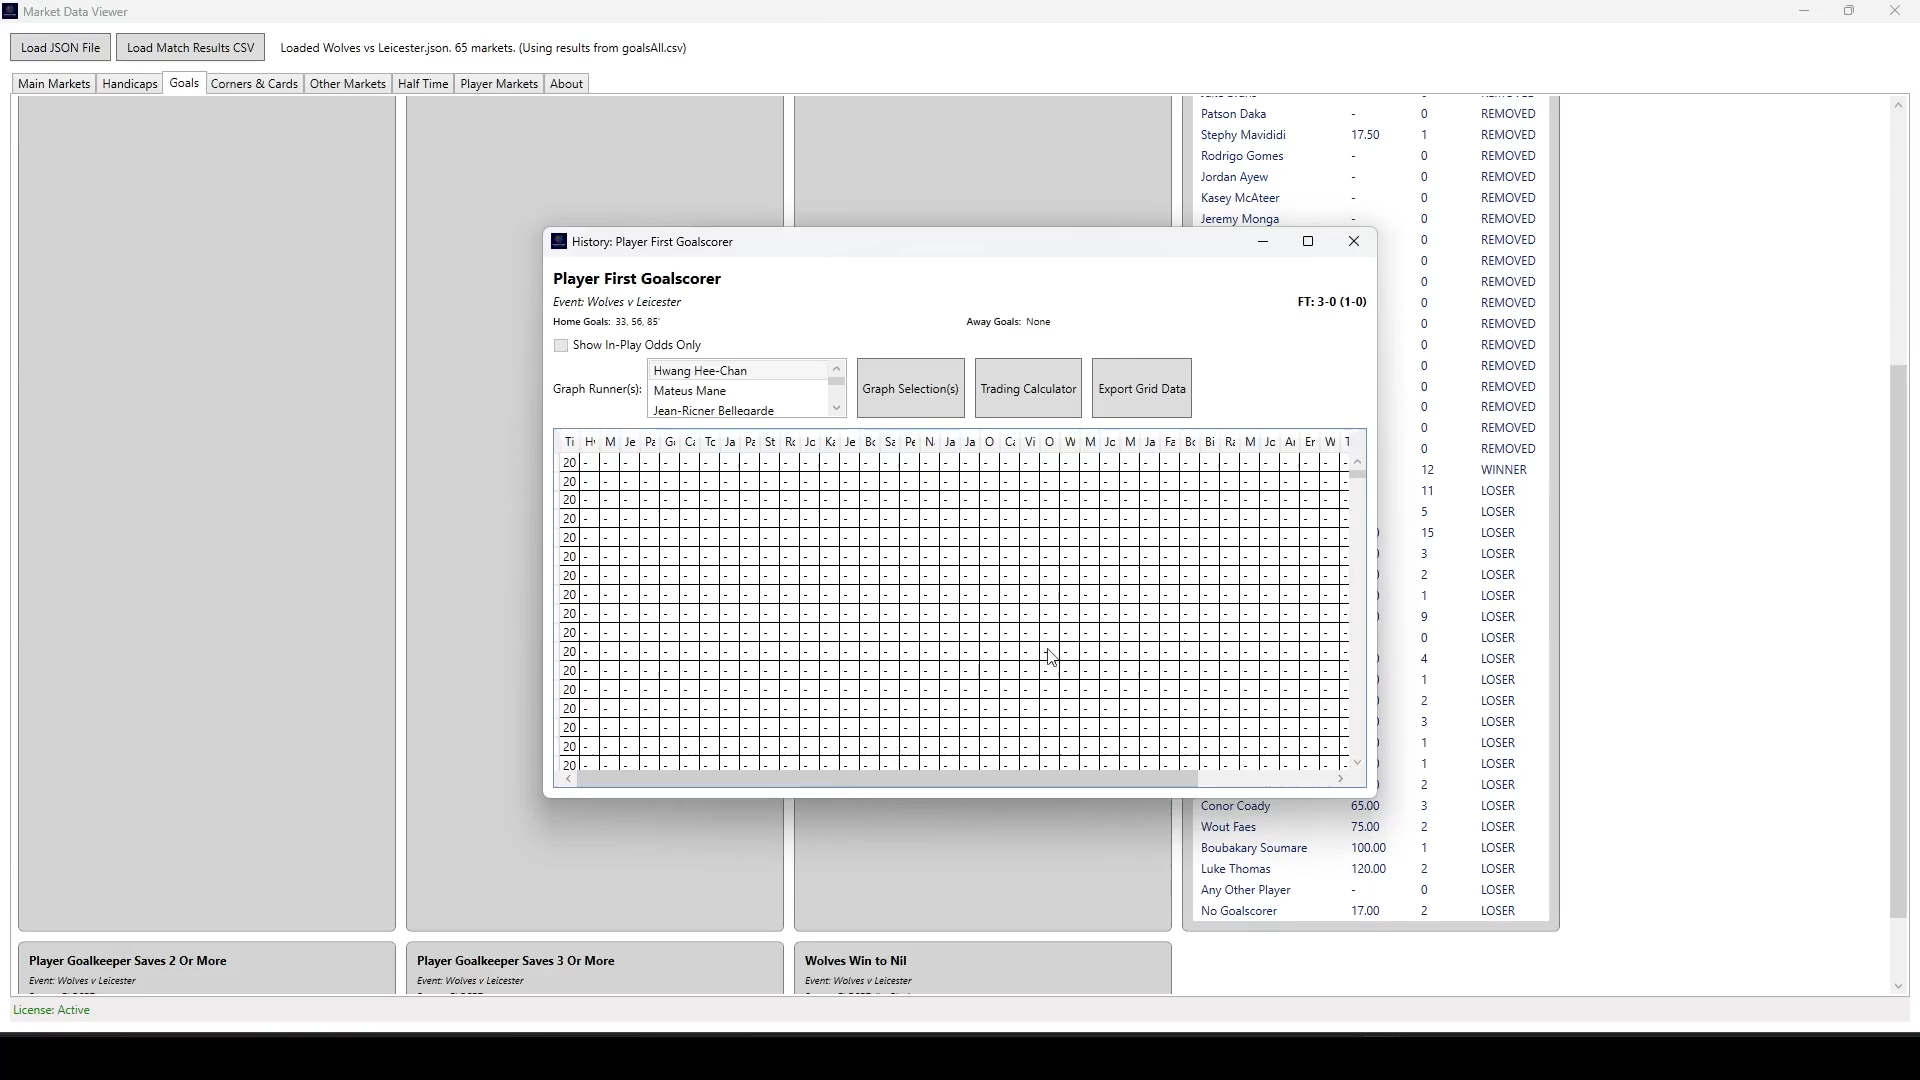 Market Data Viewer
Load JSON File Load Match Results CSV Loaded Wolves vs Leicester.json. 65 markets. (Using results from goalsAll.csv)
Main Markets Handicaps Goals Corners & Cards Other Markets Half Time Player Markets About
Patson Daka - 0 REMOVED
Stephy Mavididi 17.50 1 REMOVED
Rodrigo Gomes - 0 REMOVED
Jordan Ayew - 0 REMOVED
Kasey McAteer - 0 REMOVED
Jeremy Monga - 0 REMOVED
0 REMOVED
0 REMOVED
0 REMOVED
0 REMOVED
0 REMOVED
0 REMOVED
0 REMOVED
0 REMOVED
0 REMOVED
0 REMOVED
0 REMOVED
12 WINNER
11 LOSER
5 LOSER
15 LOSER
3 LOSER
2 LOSER
1 LOSER
9 LOSER
0 LOSER
4 LOSER
1 LOSER
2 LOSER
3 LOSER
1 LOSER
1 LOSER
2 LOSER
Conor Coady 65.00 3 LOSER
Wout Faes 75.00 2 LOSER
Boubakary Soumare 100.00 1 LOSER
Luke Thomas 120.00 2 LOSER
Any Other Player - 0 LOSER
No Goalscorer 17.00 2 LOSER
History: Player First Goalscorer
Player First Goalscorer
Event: Wolves v Leicester FT: 3-0 (1-0)
Home Goals: 33, 56, 85' Away Goals: None
Show In-Play Odds Only
Graph Runner(s):
Hwang Hee-Chan
Mateus Mane
Jean-Ricner Bellegarde
Graph Selection(s) Trading Calculator Export Grid Data
Player Goalkeeper Saves 2 Or More
Event: Wolves v Leicester
Player Goalkeeper Saves 3 Or More
Event: Wolves v Leicester
Wolves Win to Nil
Event: Wolves v Leicester
License: Active